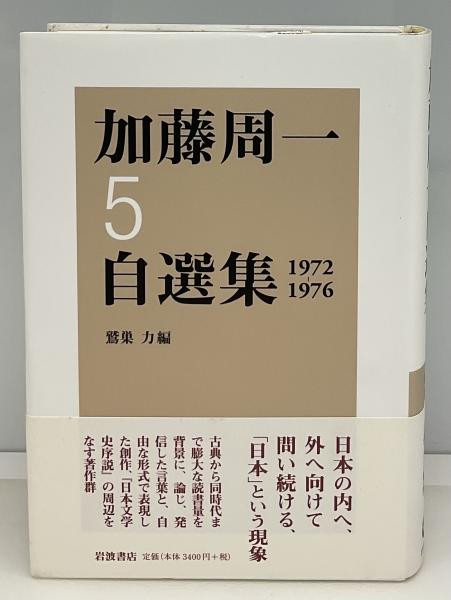 加藤周一
5
自選集
1972
-
1976
鷲巣 力編
日本の内へ、
外へ向けて
問い続ける、
「日本」という現象
古典から同時代ま
で膨大な読書量を
背景に、論じ、発
信した言葉と、自
由な形式で表現し
た創作、『日本文学
史序説』の周辺を
なす著作群
岩波書店 定価(本体3400円+税)